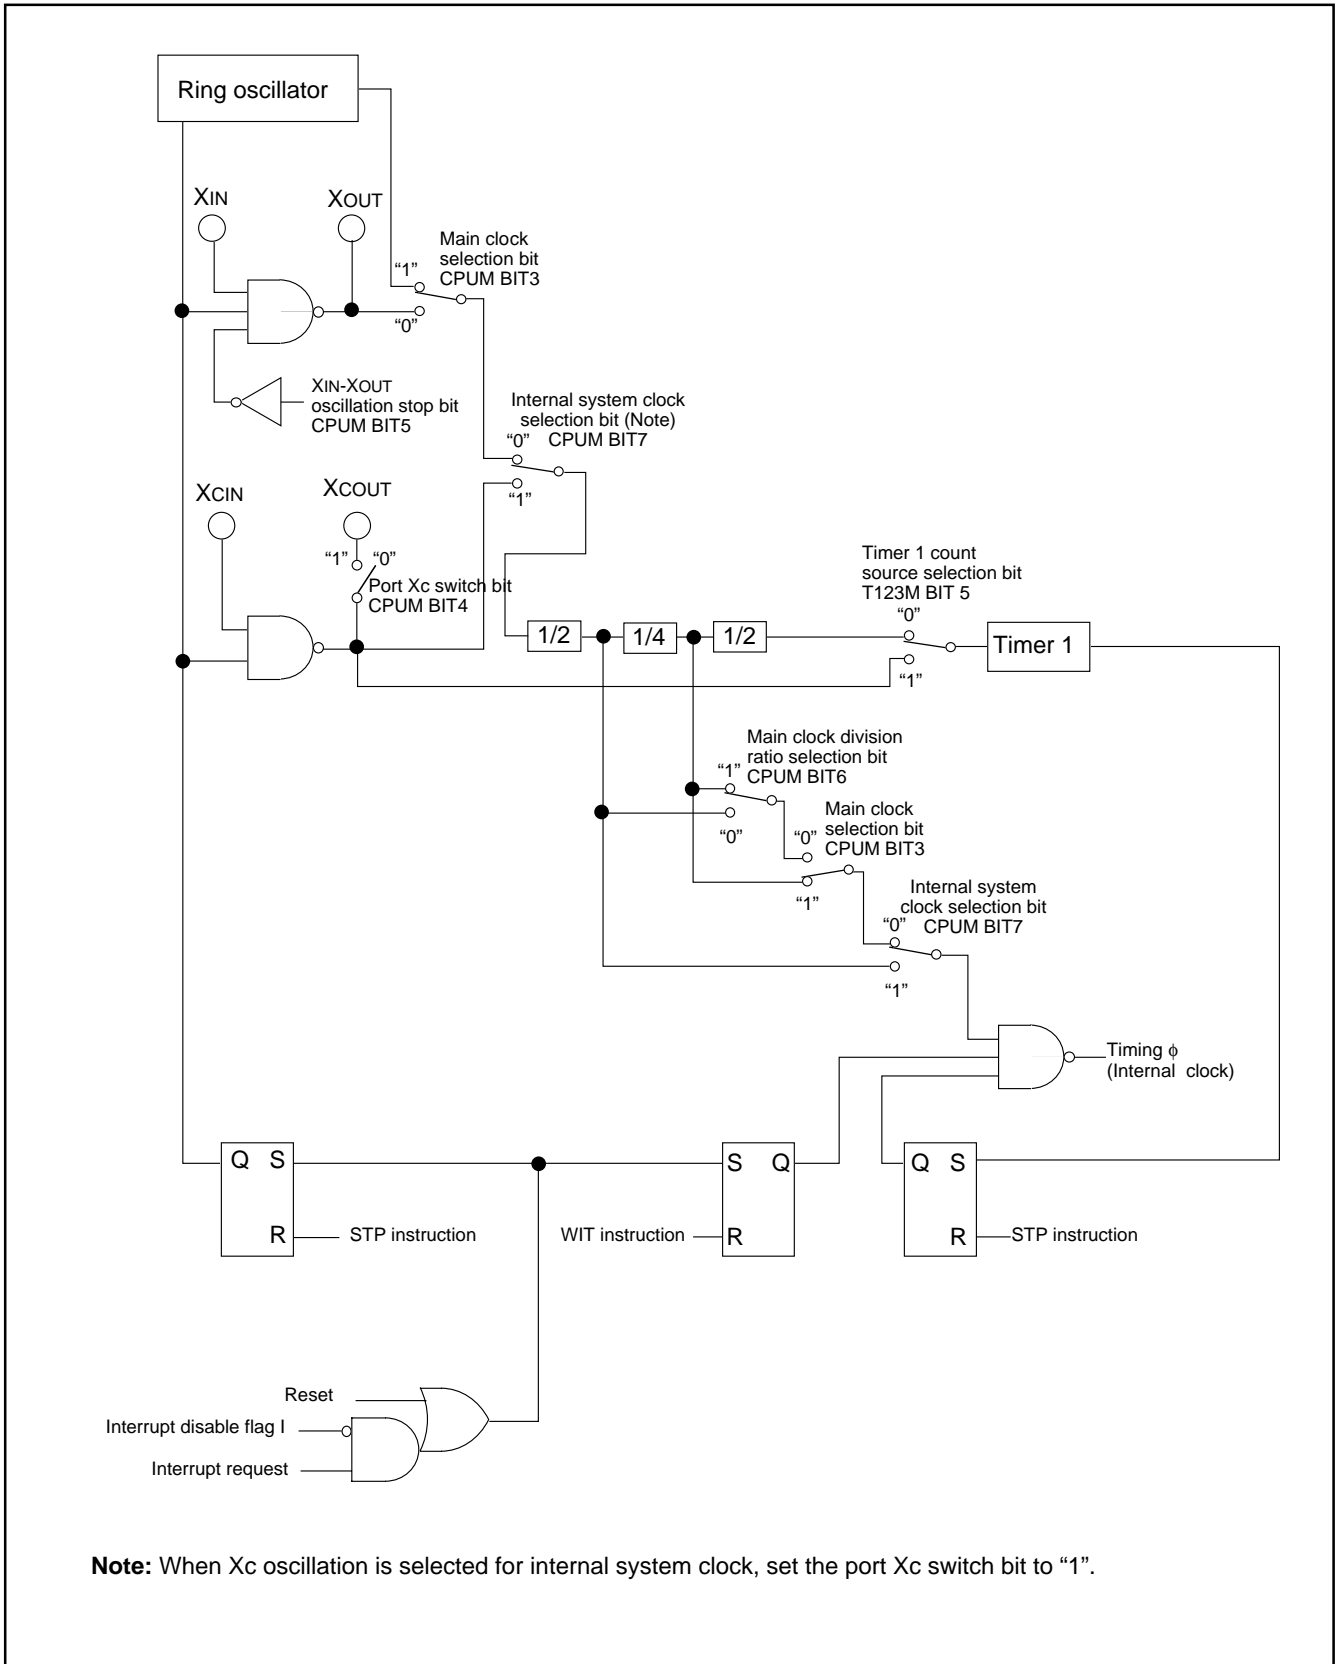 Ring oscillator
XIN
XOUT
Main clock
selection bit
CPUM BIT3
“1”
“0”
XIN-XOUT
oscillation stop bit
CPUM BIT5
Internal system clock
selection bit (Note)
CPUM BIT7
“0”
“1”
XCIN
XCOUT
“1” “0”
Port Xc switch bit
CPUM BIT4
Timer 1 count
source selection bit
T123M BIT 5
“0”
1/2
1/4
1/2
Timer 1
“1”
Main clock division
ratio selection bit
CPUM BIT6
“1”
“0”
Main clock
selection bit
CPUM BIT3
“0”
“1”
Internal system
clock selection bit
CPUM BIT7
“0”
“1”
Timing ϕ
(Internal clock)
Q S
R
STP instruction
S Q
WIT instruction
R
Q S
R
STP instruction
Reset
Interrupt disable flag I
Interrupt request
Note: When Xc oscillation is selected for internal system clock, set the port Xc switch bit to “1”.